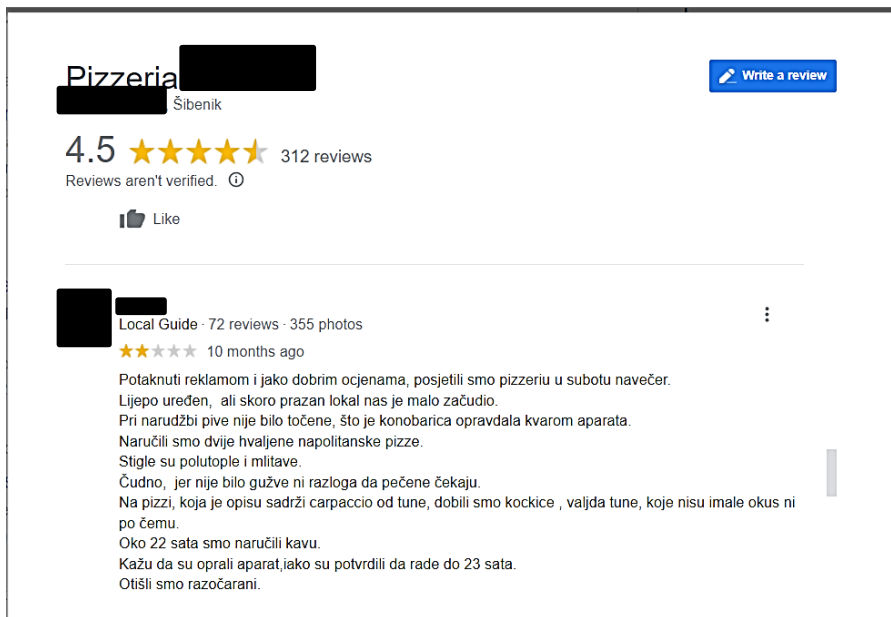 Pizzeria
Šibenik
Write a review
4.5 312 reviews
Reviews aren't verified.
Like
Local Guide · 72 reviews · 355 photos
10 months ago
Potaknuti reklamom i jako dobrim ocjenama, posjetili smo pizzeriu u subotu navečer.
Lijepo uređen, ali skoro prazan lokal nas je malo začudio.
Pri narudžbi pive nije bilo točene, što je konobarica opravdala kvarom aparata.
Naručili smo dvije hvaljene napolitanske pizze.
Stigle su polutople i mlitave.
Čudno, jer nije bilo gužve ni razloga da pečene čekaju.
Na pizzi, koja je opisu sadrži carpaccio od tune, dobili smo kockice , valjda tune, koje nisu imale okus ni
po čemu.
Oko 22 sata smo naručili kavu.
Kažu da su oprali aparat,iako su potvrdili da rade do 23 sata.
Otišli smo razočarani.